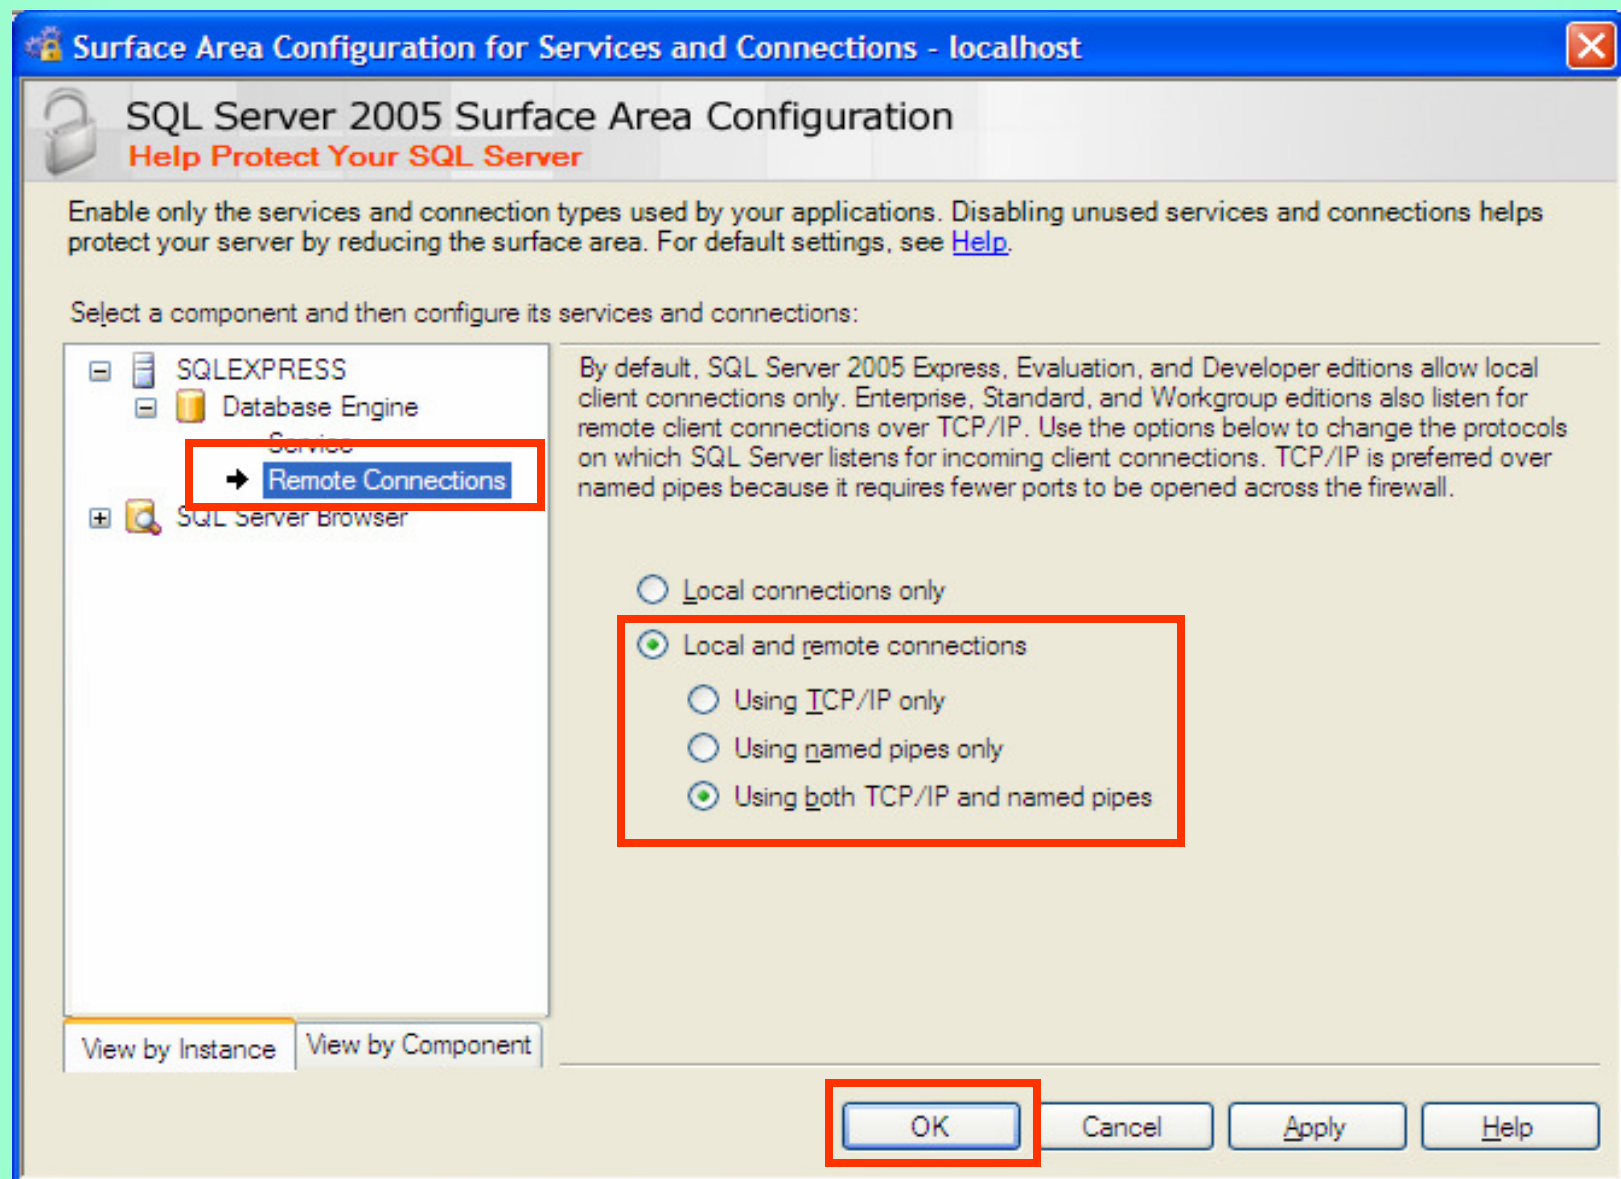 Surface Area Configuration for Services and Connections - localhost
SQL Server 2005 Surface Area Configuration
Help Protect Your SQL Server
Enable only the services and connection types used by your applications. Disabling unused services and connections helps
protect your server by reducing the surface area. For default settings, see Help.
Select a component and then configure its services and connections:
SQLEXPRESS
Database Engine
Service
Remote Connections
SQL Server Browser
View by Instance
View by Component
By default, SQL Server 2005 Express, Evaluation, and Developer editions allow local
client connections only. Enterprise, Standard, and Workgroup editions also listen for
remote client connections over TCP/IP. Use the options below to change the protocols
on which SQL Server listens for incoming client connections. TCP/IP is preferred over
named pipes because it requires fewer ports to be opened across the firewall.
Local connections only
Local and remote connections
Using TCP/IP only
Using named pipes only
Using both TCP/IP and named pipes
OK
Cancel
Apply
Help